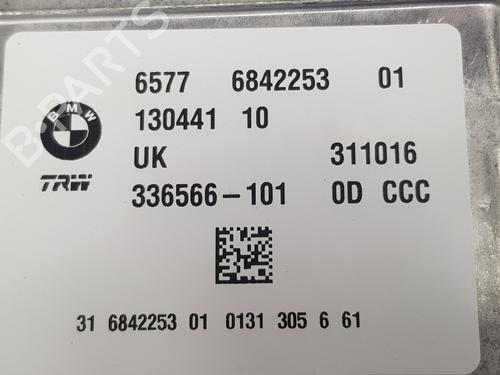 6577 6842253 01
130441 10
BMW
UK 311016
TRW 336566-101 0D CCC
31 6842253 01 0131 305 6 61
B-PARTS